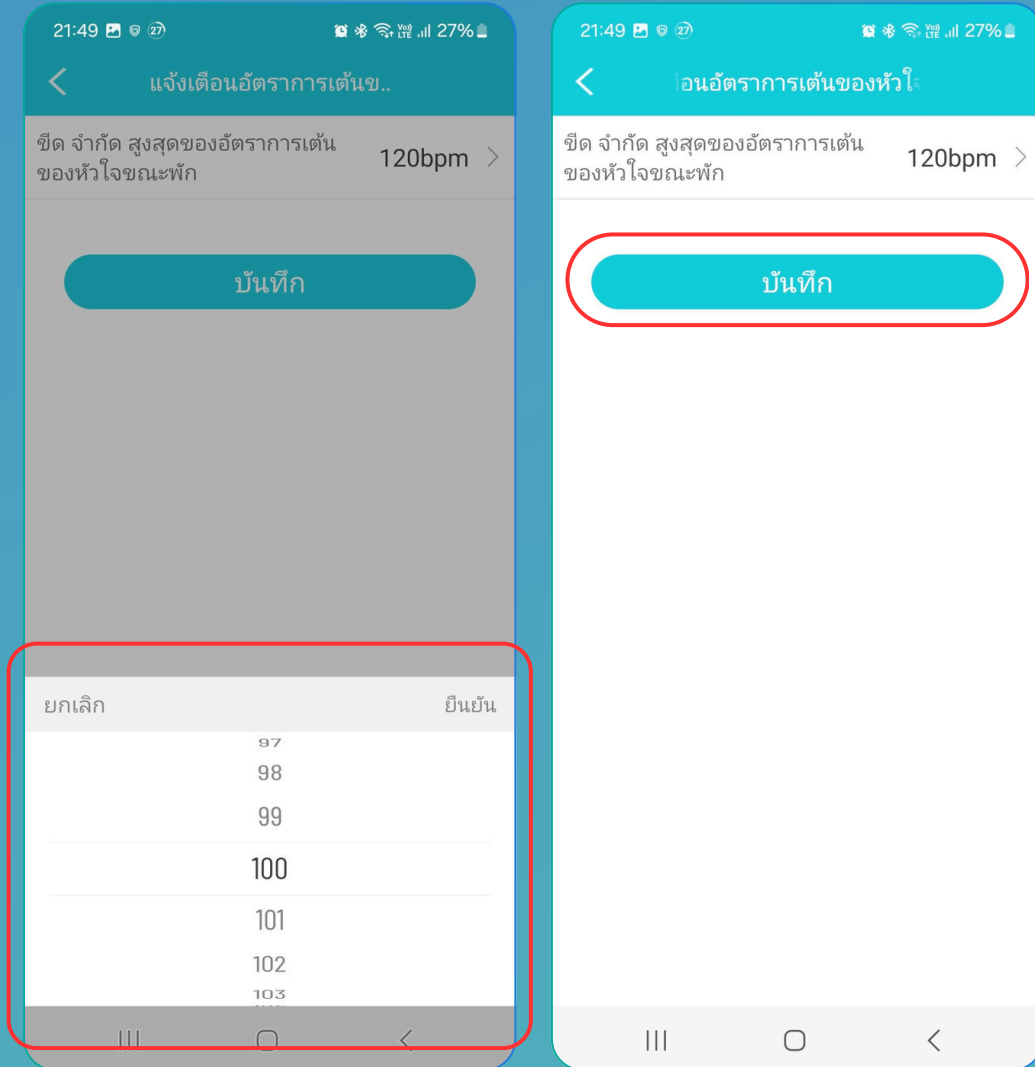 21:49 27 Vo)) LTE 27%
แจ้งเตือนอัตราการเต้นข..
ขีด จำกัด สูงสุดของอัตราการเต้น
ของหัวใจขณะพัก
120bpm
บันทึก
ยกเลิก ยืนยัน
97
98
99
100
101
102
103
21:49 27 Vo)) LTE 27%
อนอัตราการเต้นของหัวใ
ขีด จำกัด สูงสุดของอัตราการเต้น
ของหัวใจขณะพัก
120bpm
บันทึก